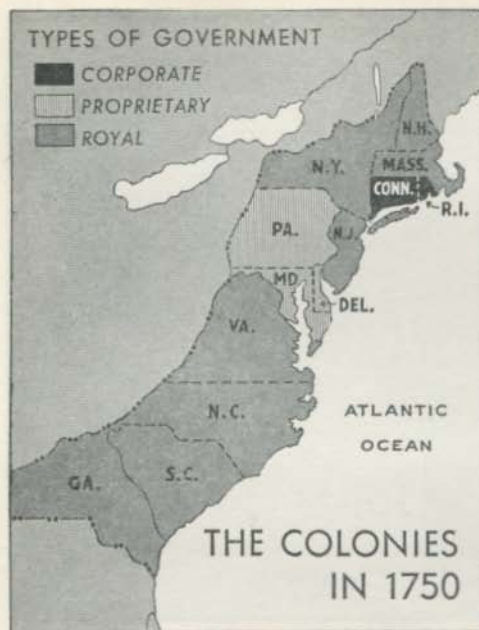 TYPES OF GOVERNMENT
CORPORATE
PROPRIETARY
ROYAL
N.H.
N.Y.
MASS.
CONN.
R.I.
PA.
N.J.
MD.
DEL.
VA.
N.C.
ATLANTIC
OCEAN
S.C.
GA.
THE COLONIES
IN 1750